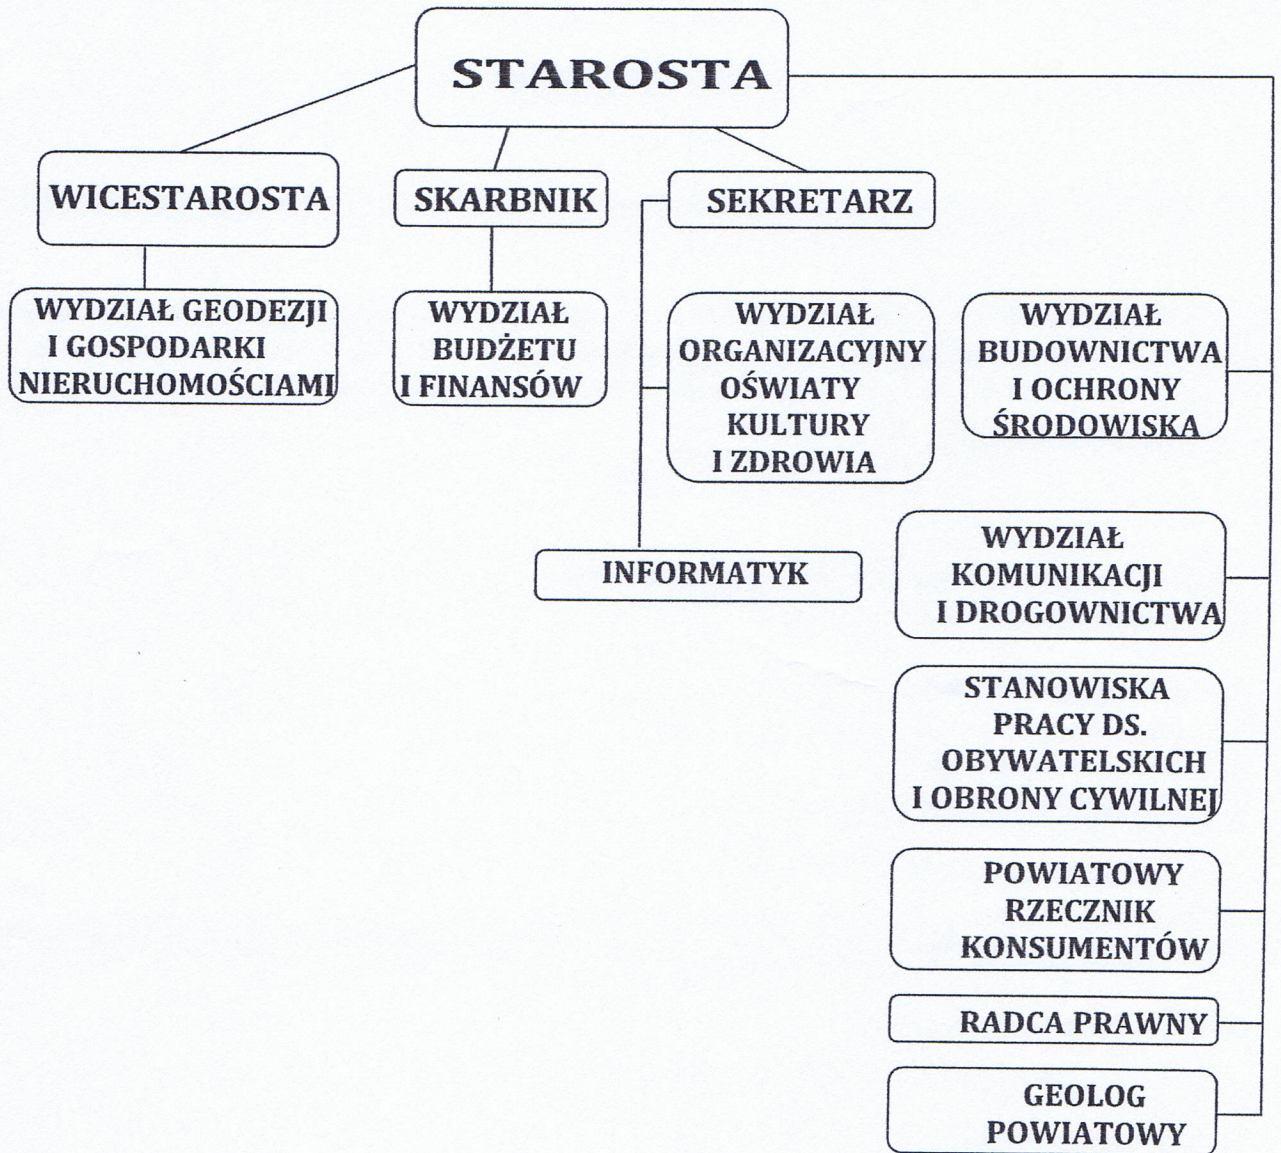 STAROSTA
WICESTAROSTA
SKARBNIK
SEKRETARZ
WYDZIAŁ GEODEZJI
I GOSPODARKI
NIERUCHOMOŚCIAMI
WYDZIAŁ
BUDŻETU
I FINANSÓW
WYDZIAŁ
ORGANIZACYJNY
OŚWIATY
KULTURY
I ZDROWIA
WYDZIAŁ
BUDOWNICTWA
I OCHRONY
ŚRODOWISKA
INFORMATYK
WYDZIAŁ
KOMUNIKACJI
I DROGOWNICTWA
STANOWISKA
PRACY DS.
OBYWATELSKICH
I OBRONY CYWILNEJ
POWIATOWY
RZECZNIK
KONSUMENTÓW
RADCA PRAWNY
GEOLOG
POWIATOWY